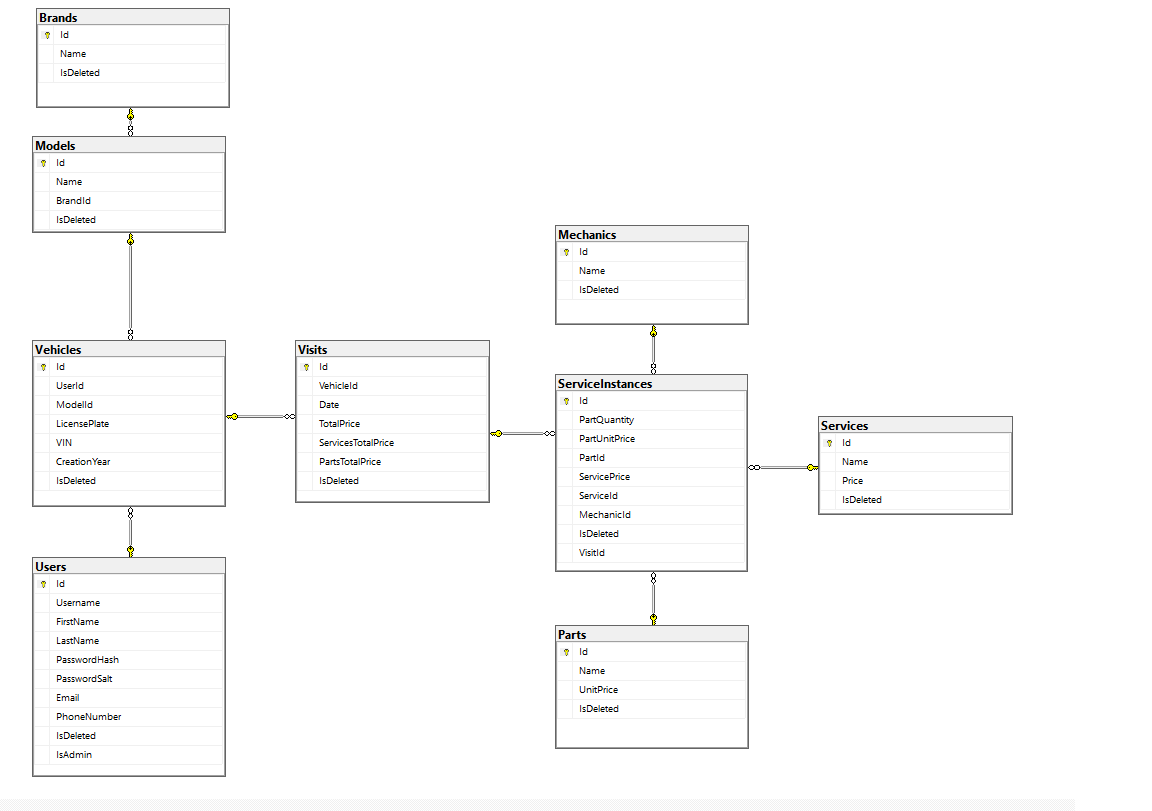 Brands
Id
Name
IsDeleted
Models
Id
Name
BrandId
IsDeleted
Vehicles
Id
UserId
ModelId
LicensePlate
VIN
CreationYear
IsDeleted
Users
Id
Username
FirstName
LastName
PasswordHash
PasswordSalt
Email
PhoneNumber
IsDeleted
IsAdmin
Visits
Id
VehicleId
Date
TotalPrice
ServicesTotalPrice
PartsTotalPrice
IsDeleted
Mechanics
Id
Name
IsDeleted
ServiceInstances
Id
PartQuantity
PartUnitPrice
PartId
ServicePrice
ServiceId
MechanicId
IsDeleted
VisitId
Parts
Id
Name
UnitPrice
IsDeleted
Services
Id
Name
Price
IsDeleted